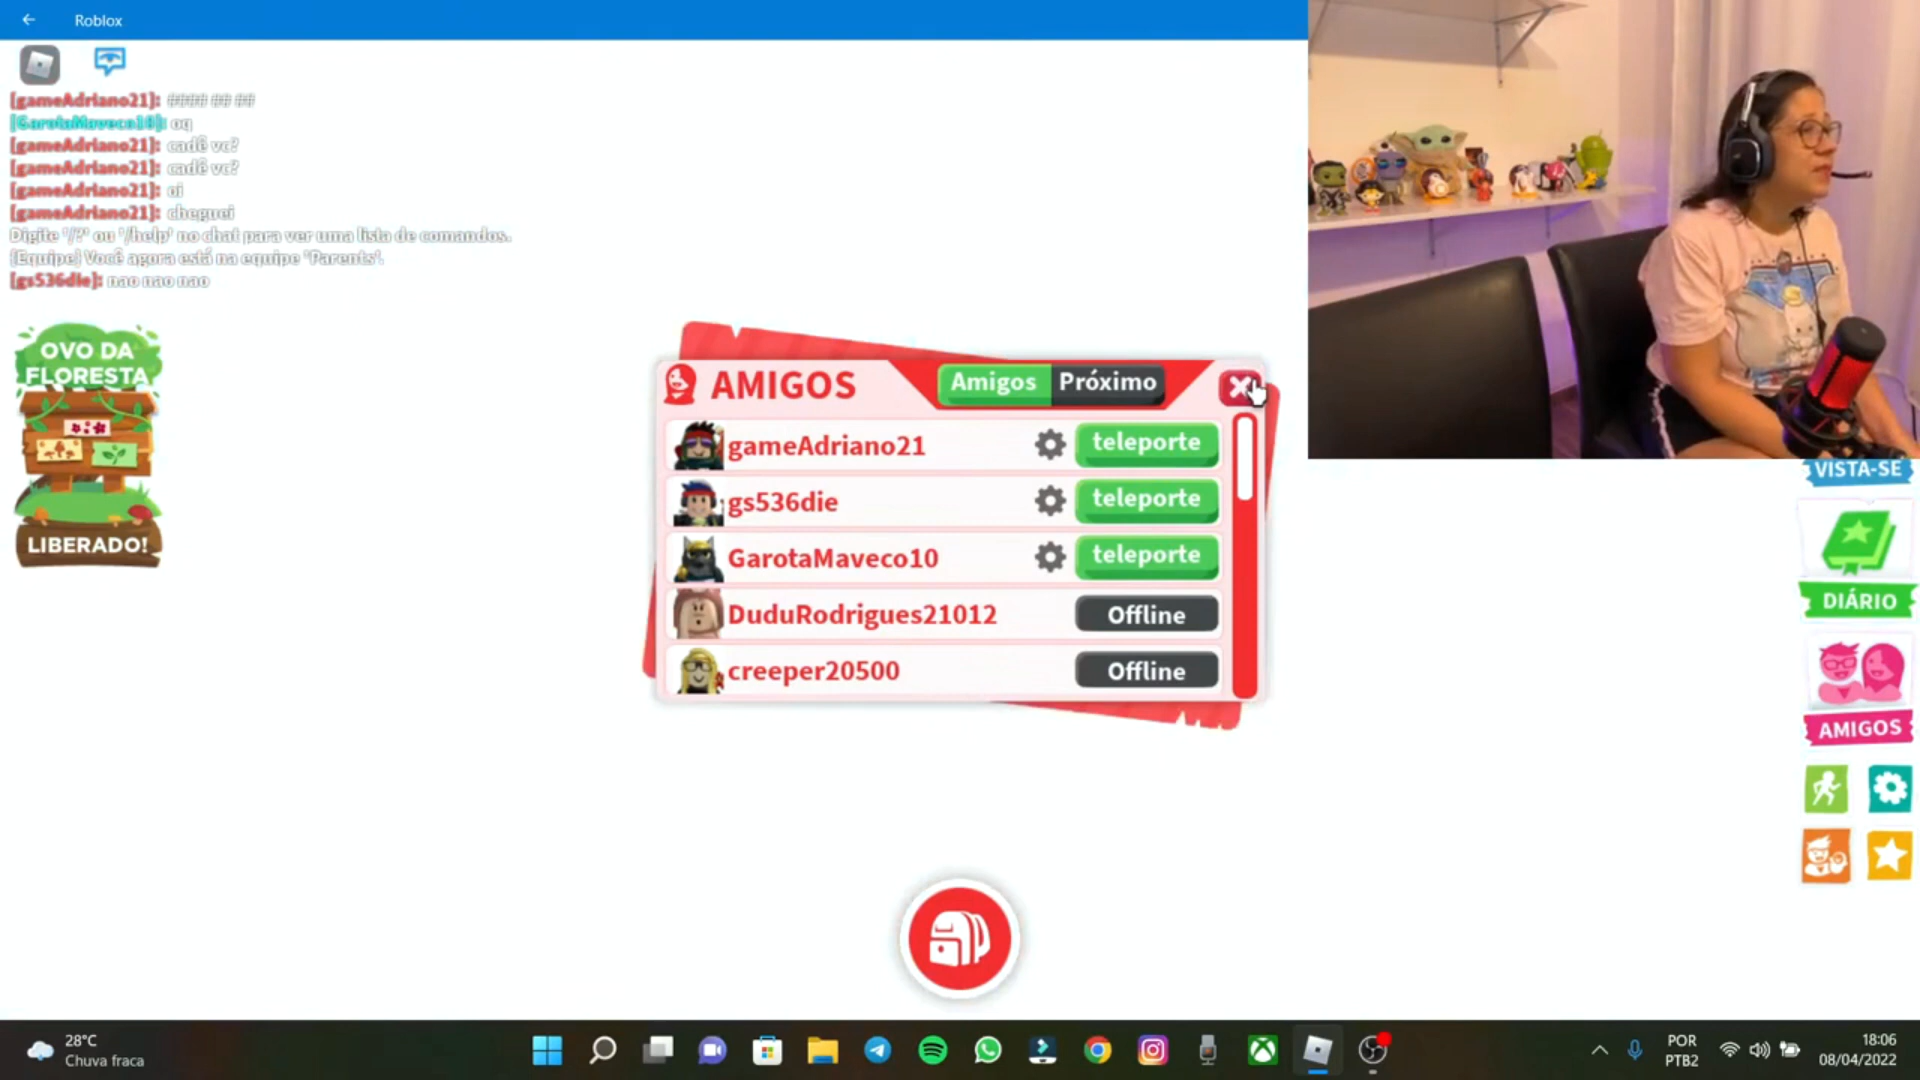 Roblox
[gameAdriano21]: #### ## ##
[GarotaMaveco10]: oq
[gameAdriano21]: cadê vc?
[gameAdriano21]: cadê vc?
[gameAdriano21]: oi
[gameAdriano21]: cheguei
Digite '/?' ou '/help' no chat para ver uma lista de comandos.
[Equipe] Você agora está na equipe 'Parents'.
[gs536die]: nao nao nao
OVO DA
FLORESTA
LIBERADO!
AMIGOS
Amigos
Próximo
gameAdriano21
teleporte
gs536die
teleporte
GarotaMaveco10
teleporte
DuduRodrigues21012
Offline
creeper20500
Offline
VISTA-SE
DIÁRIO
AMIGOS
28°C
Chuva fraca
POR
PTB2
18:06
08/04/2022